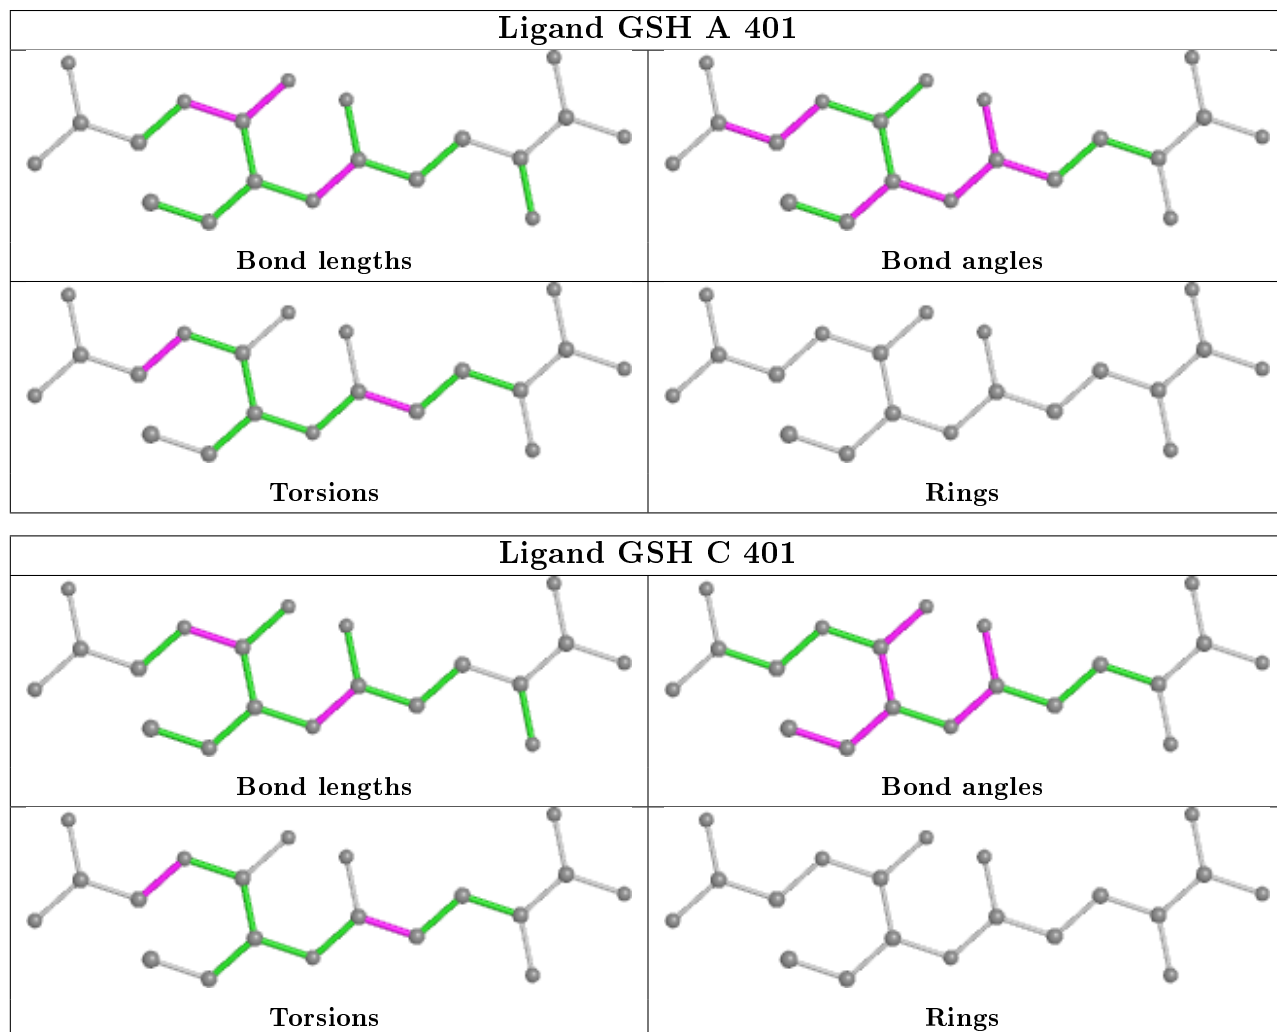 Ligand GSH A 401
Bond lengths
Bond angles
Torsions
Rings
Ligand GSH C 401
Bond lengths
Bond angles
Torsions
Rings